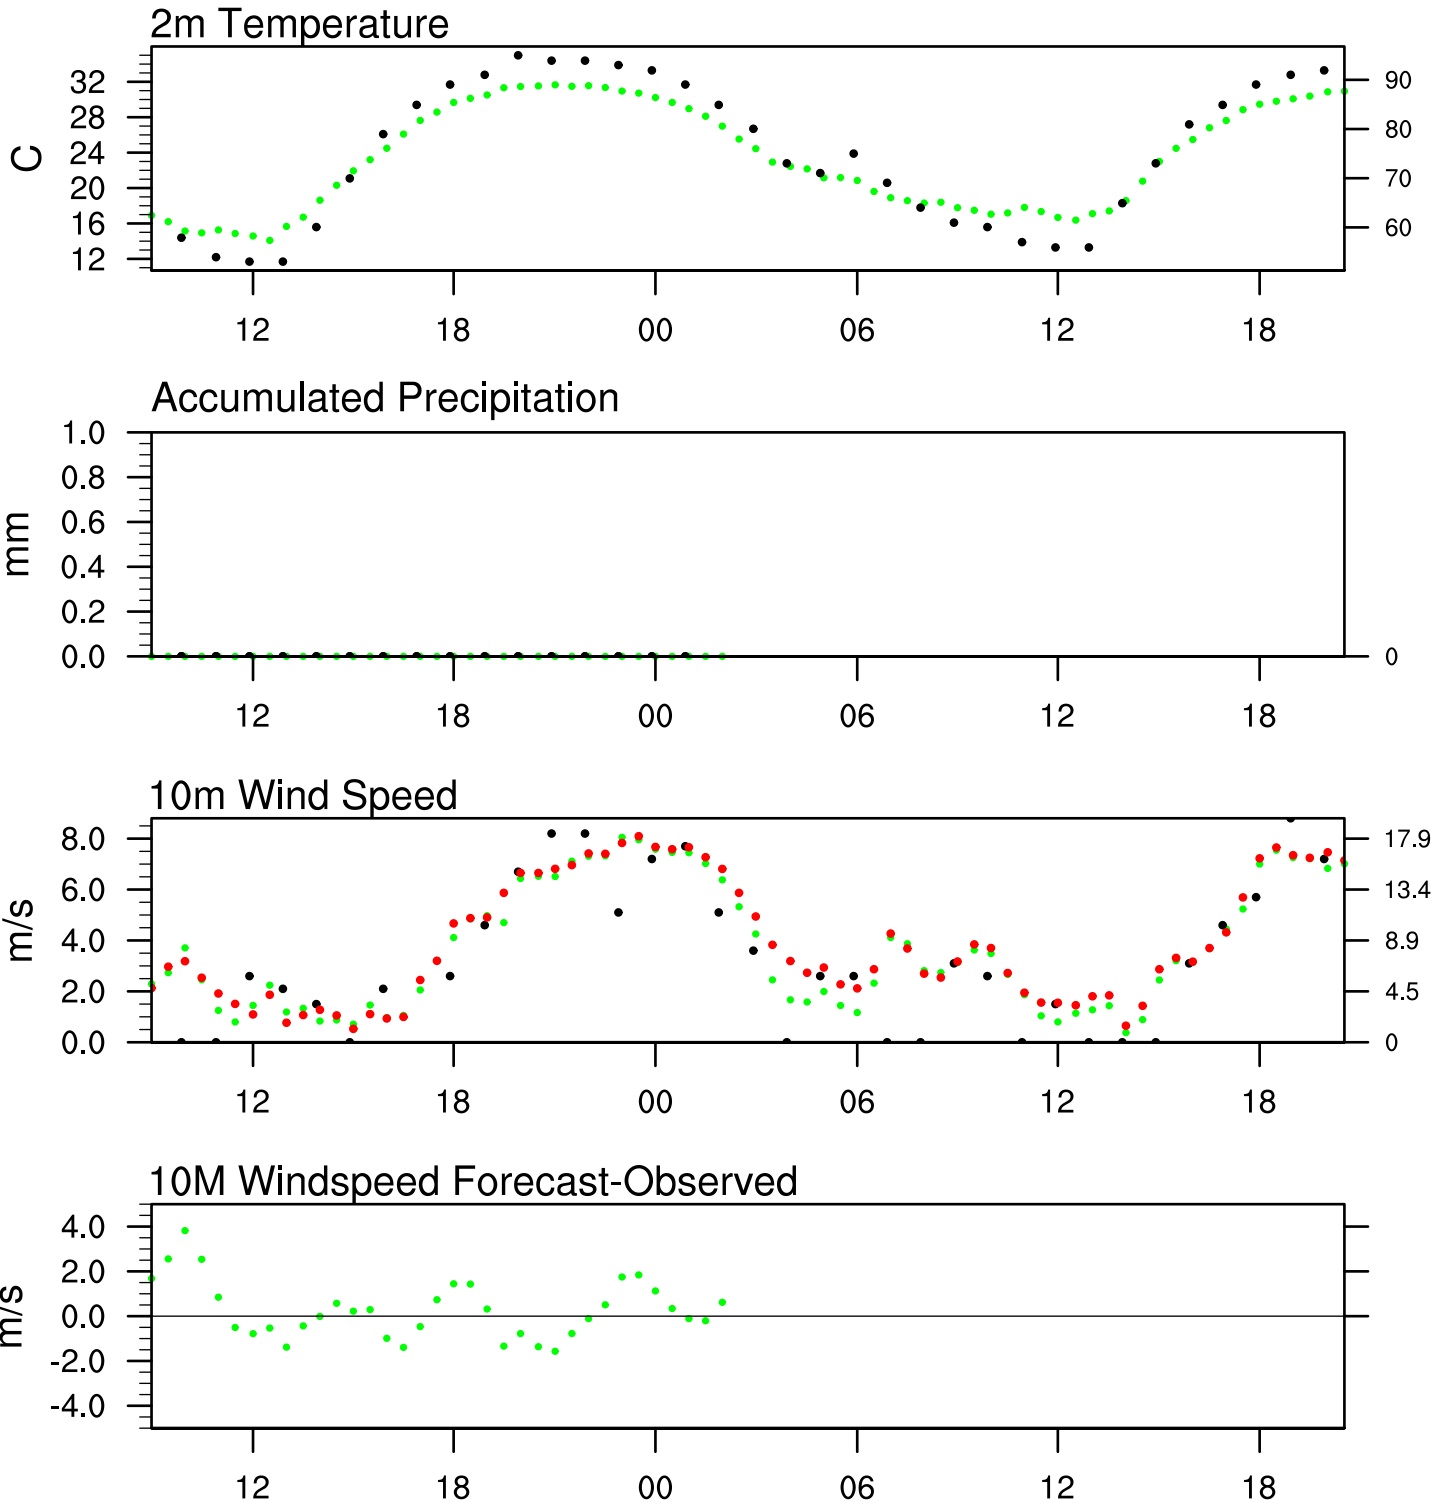 2m Temperature
C
32
28
24
20
16
12
90
80
70
60
12 18 00 06 12 18
Accumulated Precipitation
mm
1.0
0.8
0.6
0.4
0.2
0.0
0
12 18 00 06 12 18
10m Wind Speed
m/s
8.0
6.0
4.0
2.0
0.0
17.9
13.4
8.9
4.5
0
12 18 00 06 12 18
10M Windspeed Forecast-Observed
m/s
4.0
2.0
0.0
-2.0
-4.0
12 18 00 06 12 18